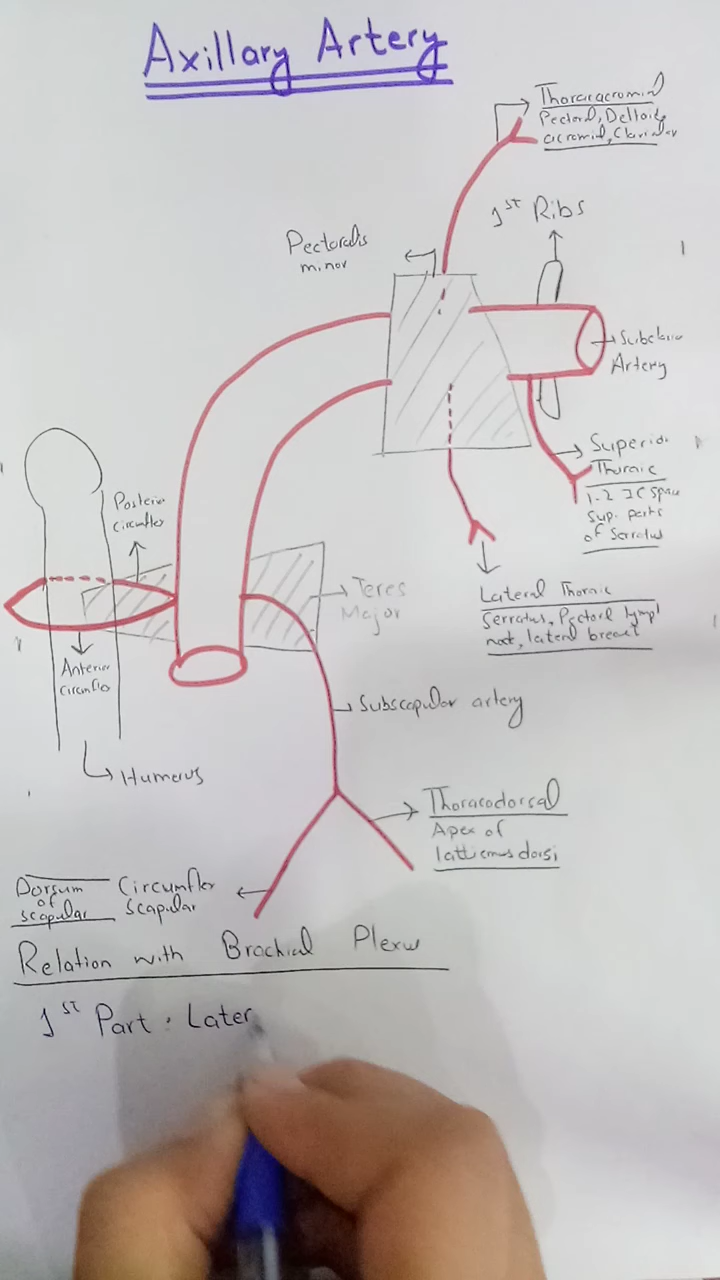 Axillary Artery
Thoracoacromial
Pectoral, Deltoid,
acromial, Clavicular
1ST Ribs
Pectoralis
minor
Subclavian
Artery
Superior
Thoracic
1-2 IC space
Sup. parts
of Serratus
Posterior
circumflex
Teres
Major
Lateral Thoracic
Serratus, Pectoral lymph
lateral breast
Anterior
circumflex
Subscapular artery
Humerus
Thoracodorsal
Apex of
lattismus dorsi
Dorsum
of
scapular
Circumflex
scapular
Relation with Brachial Plexus
1ST Part: Later